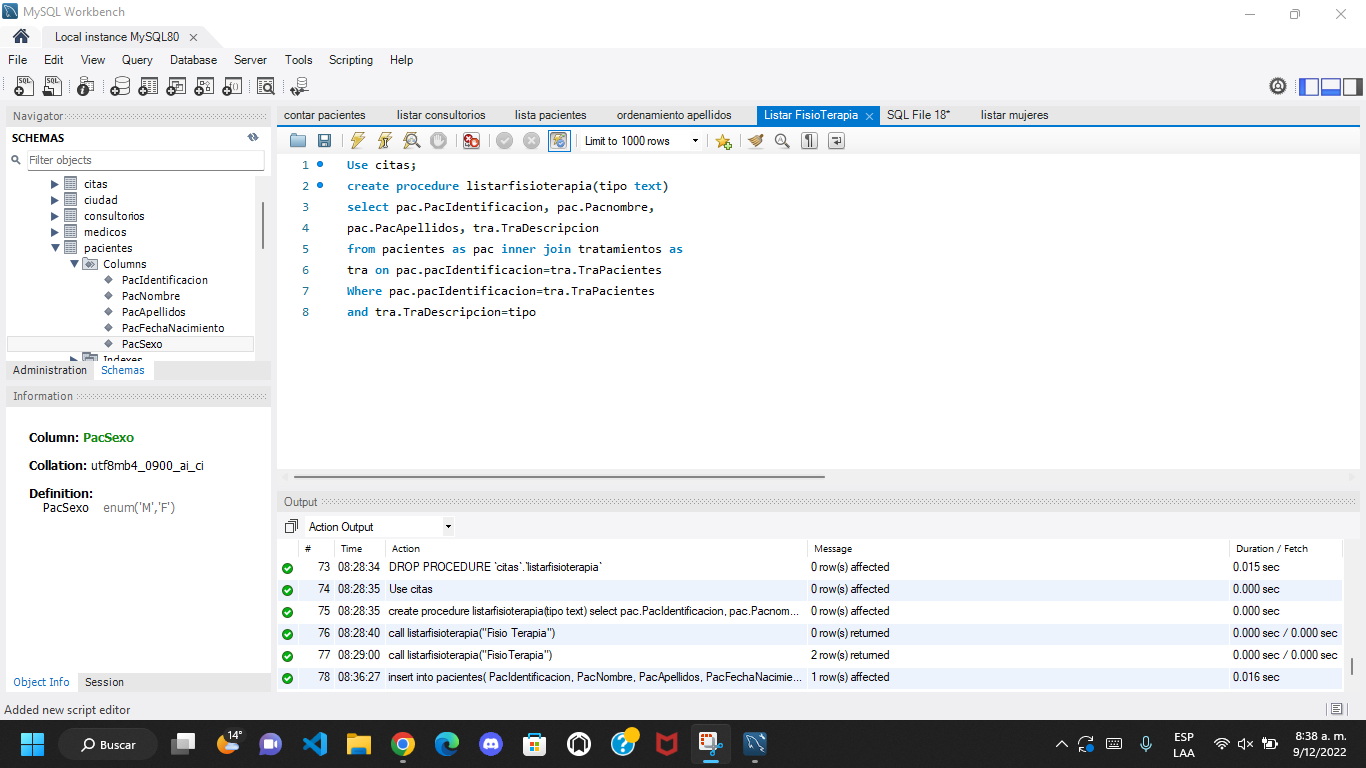 MySQL Workbench
Local instance MySQL80
File Edit View Query Database Server Tools Scripting Help
Navigator
SCHEMAS
Filter objects
citas
ciudad
consultorios
medicos
pacientes
Columns
PacIdentificacion
PacNombre
PacApellidos
PacFechaNacimiento
PacSexo
Indexes
Administration Schemas
Information
Column: PacSexo
Collation: utf8mb4_0900_ai_ci
Definition:
PacSexo enum('M','F')
Object Info Session
contar pacientes listar consultorios lista pacientes ordenamiento apellidos Listar FisioTerapia SQL File 18* listar mujeres
Limit to 1000 rows
1 Use citas;
2 create procedure listarfisioterapia(tipo text)
3 select pac.PacIdentificacion, pac.Pacnombre,
4 pac.PacApellidos, tra.TraDescripcion
5 from pacientes as pac inner join tratamientos as
6 tra on pac.pacIdentificacion=tra.TraPacientes
7 Where pac.pacIdentificacion=tra.TraPacientes
8 and tra.TraDescripcion=tipo
Output
Action Output
# Time Action Message Duration / Fetch
73 08:28:34 DROP PROCEDURE `citas`.`listarfisioterapia` 0 row(s) affected 0.015 sec
74 08:28:35 Use citas 0 row(s) affected 0.000 sec
75 08:28:35 create procedure listarfisioterapia(tipo text) select pac.PacIdentificacion, pac.Pacnom... 0 row(s) affected 0.000 sec
76 08:28:40 call listarfisioterapia("Fisio Terapia") 0 row(s) returned 0.000 sec / 0.000 sec
77 08:29:00 call listarfisioterapia("FisioTerapia") 2 row(s) returned 0.000 sec / 0.000 sec
78 08:36:27 insert into pacientes( PacIdentificacion, PacNombre, PacApellidos, PacFechaNacimie... 1 row(s) affected 0.016 sec
Added new script editor
Buscar
14°
ESP
LAA
8:38 a. m.
9/12/2022